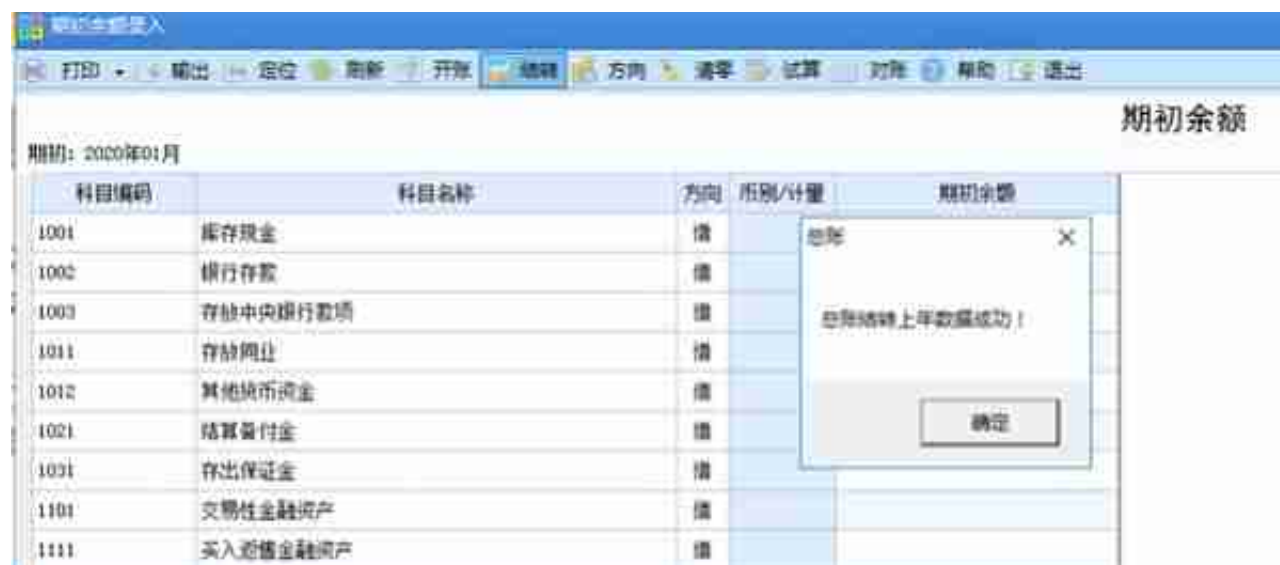 期初余额录入
打印 输出 定位 刷新 开账 结转 方向 清零 试算 对账 帮助 退出
期初余额
期初：2020年01月
科目编码 科目名称 方向 币别/计量 期初余额
1001 库存现金 借
1002 银行存款 借
1003 存放中央银行款项 借
1011 存放同业 借
1012 其他货币资金 借
1021 结算备付金 借
1031 存出保证金 借
1101 交易性金融资产 借
1111 买入返售金融资产 借
总账
总账结转上年数据成功！
确定